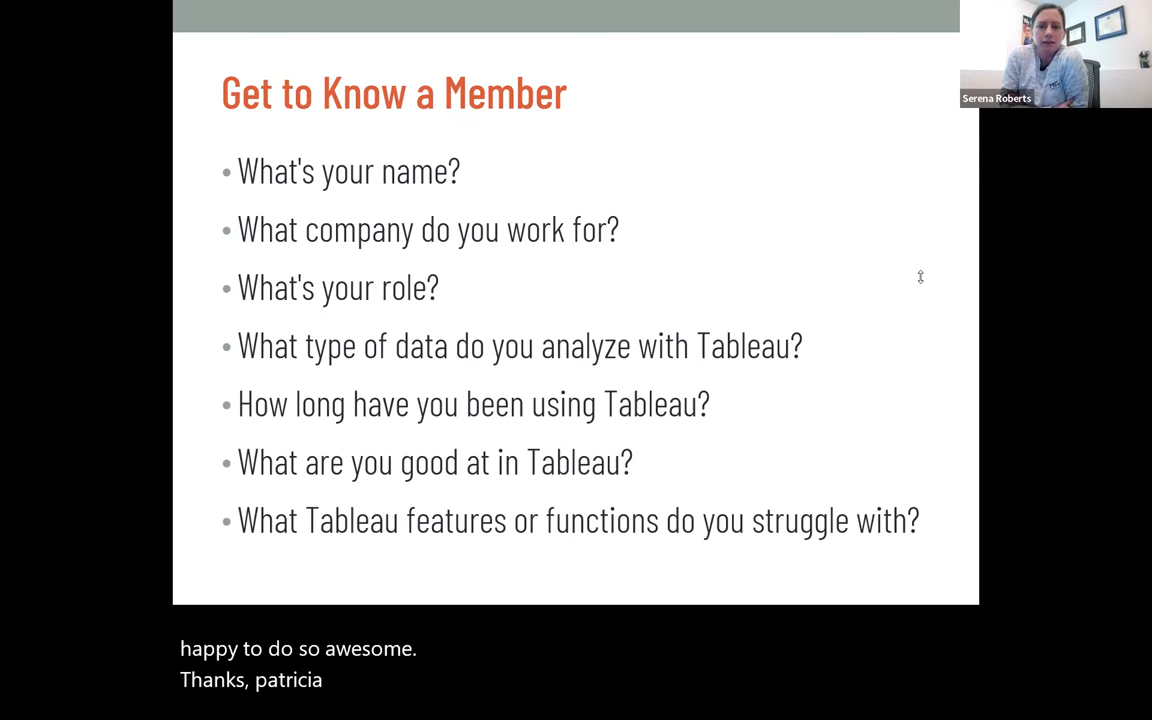 Get to Know a Member
• What's your name?
• What company do you work for?
• What's your role?
• What type of data do you analyze with Tableau?
• How long have you been using Tableau?
• What are you good at in Tableau?
• What Tableau features or functions do you struggle with?
Serena Roberts
happy to do so awesome.
Thanks, patricia